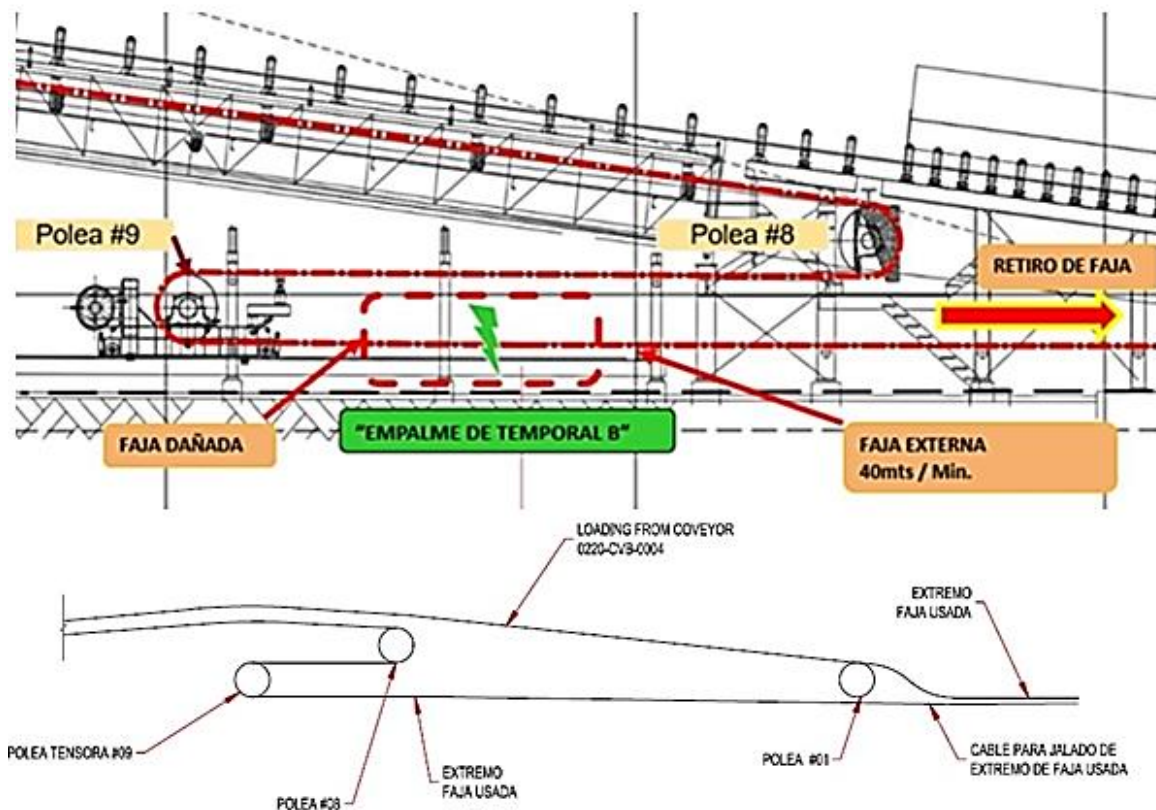 Polea #9
Polea #8
RETIRO DE FAJA
FAJA DAÑADA
"EMPALME DE TEMPORAL B"
FAJA EXTERNA
40mts / Min.
LOADING FROM COVEYOR
0220-CVB-0004
EXTREMO
FAJA USADA
POLEA TENSORA #09
POLEA #08
EXTREMO
FAJA USADA
POLEA #01
CABLE PARA JALADO DE
EXTREMO DE FAJA USADA